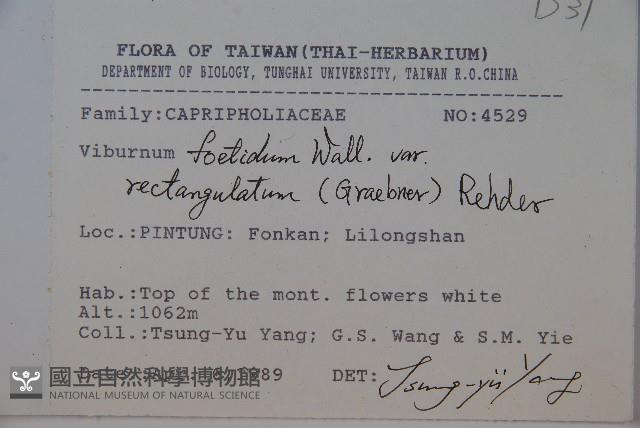 D31
FLORA OF TAIWAN(THAI-HERBARIUM)
DEPARTMENT OF BIOLOGY, TUNGHAI UNIVERSITY, TAIWAN R.O.CHINA
Family:CAPRIPHOLIACEAE NO:4529
Viburnum foetidum Wall. var.
rectangulatum (Graebner) Rehder
Loc.:PINTUNG: Fonkan; Lilongshan
Hab.:Top of the mont. flowers white
Alt.:1062m
Coll.:Tsung-Yu Yang; G.S. Wang & S.M. Yie
Date: 1989 DET: Tsung-yü Yang
國立自然科學博物館
NATIONAL MUSEUM OF NATURAL SCIENCE